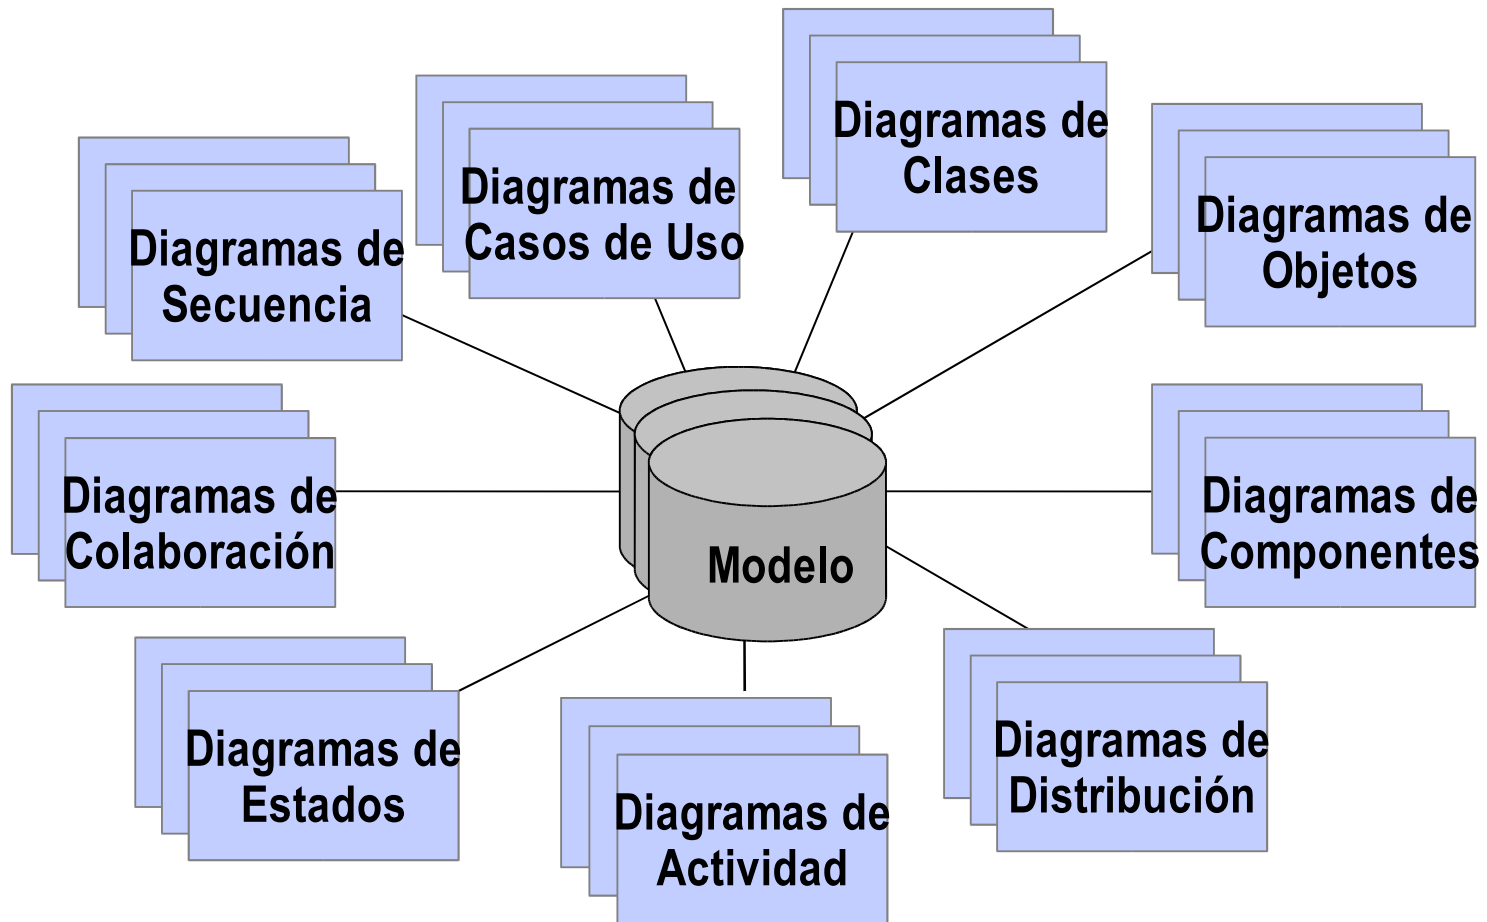 Diagramas de
Clases
Diagramas de
Casos de Uso
Diagramas de
Objetos
Diagramas de
Secuencia
Diagramas de
Colaboración
Diagramas de
Componentes
Modelo
Diagramas de
Estados
Diagramas de
Distribución
Diagramas de
Actividad